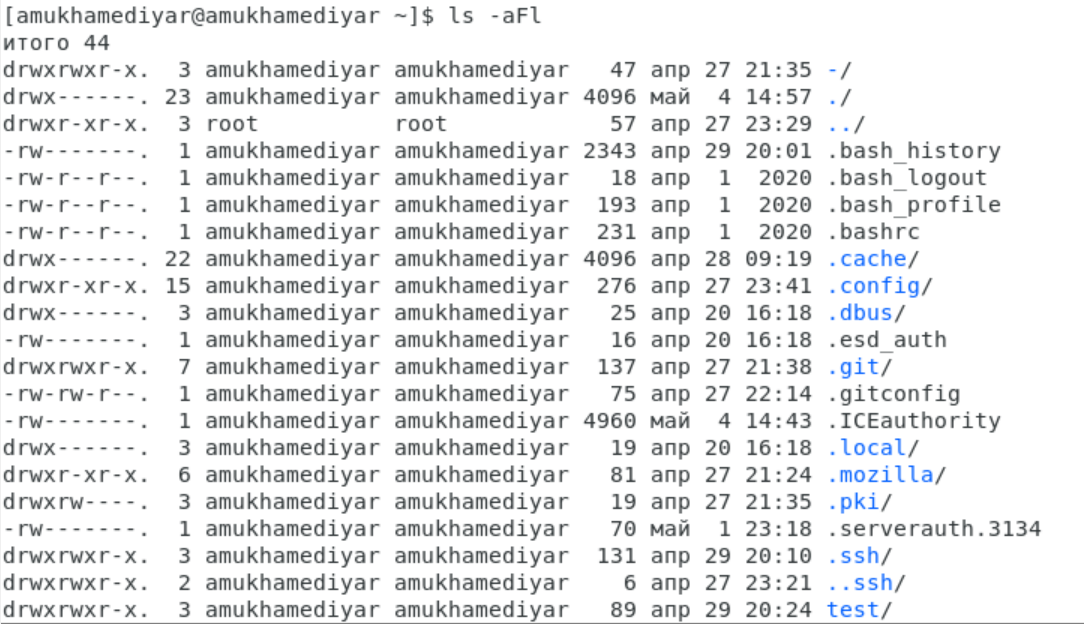 [amukhamediyar@amukhamediyar ~]$ ls -aFl
итого 44
drwxrwxr-x.  3 amukhamediyar amukhamediyar   47 апр 27 21:35 -/
drwx------. 23 amukhamediyar amukhamediyar 4096 май  4 14:57 ./
drwxr-xr-x.  3 root          root            57 апр 27 23:29 ../
-rw-------.  1 amukhamediyar amukhamediyar 2343 апр 29 20:01 .bash_history
-rw-r--r--.  1 amukhamediyar amukhamediyar   18 апр  1  2020 .bash_logout
-rw-r--r--.  1 amukhamediyar amukhamediyar  193 апр  1  2020 .bash_profile
-rw-r--r--.  1 amukhamediyar amukhamediyar  231 апр  1  2020 .bashrc
drwx------. 22 amukhamediyar amukhamediyar 4096 апр 28 09:19 .cache/
drwxr-xr-x. 15 amukhamediyar amukhamediyar  276 апр 27 23:41 .config/
drwx------.  3 amukhamediyar amukhamediyar   25 апр 20 16:18 .dbus/
-rw-------.  1 amukhamediyar amukhamediyar   16 апр 20 16:18 .esd_auth
drwxrwxr-x.  7 amukhamediyar amukhamediyar  137 апр 27 21:38 .git/
-rw-rw-r--.  1 amukhamediyar amukhamediyar   75 апр 27 22:14 .gitconfig
-rw-------.  1 amukhamediyar amukhamediyar 4960 май  4 14:43 .ICEauthority
drwx------.  3 amukhamediyar amukhamediyar   19 апр 20 16:18 .local/
drwxr-xr-x.  6 amukhamediyar amukhamediyar   81 апр 27 21:24 .mozilla/
drwxrw----.  3 amukhamediyar amukhamediyar   19 апр 27 21:35 .pki/
-rw-------.  1 amukhamediyar amukhamediyar   70 май  1 23:18 .serverauth.3134
drwxrwxr-x.  3 amukhamediyar amukhamediyar  131 апр 29 20:10 .ssh/
drwxrwxr-x.  2 amukhamediyar amukhamediyar    6 апр 27 23:21 ..ssh/
drwxrwxr-x.  3 amukhamediyar amukhamediyar   89 апр 29 20:24 test/